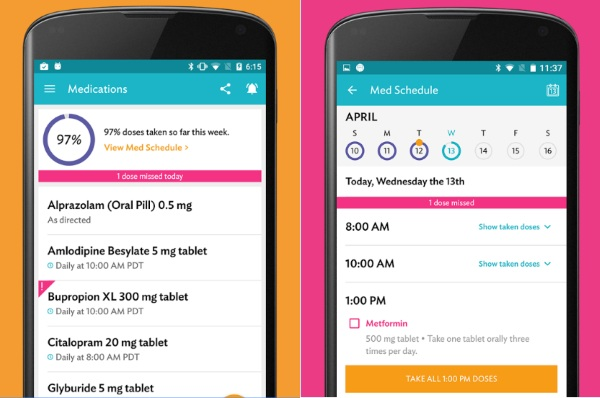 6:15
Medications
97%
97% doses taken so far this week.
View Med Schedule >
1 dose missed today
Alprazolam (Oral Pill) 0.5 mg
As directed
Amlodipine Besylate 5 mg tablet
Daily at 10:00 AM PDT
!
Bupropion XL 300 mg tablet
Daily at 10:00 AM PDT
Citalopram 20 mg tablet
Daily at 8:00 AM PDT
Glyburide 5 mg tablet
11:37
Med Schedule
13
APRIL
S M T W T F S
10 11 12 13 14 15 16
Today, Wednesday the 13th
1 dose missed
8:00 AM Show taken doses
10:00 AM Show taken doses
1:00 PM
Metformin
500 mg tablet • Take one tablet orally three
times per day.
TAKE ALL 1:00 PM DOSES